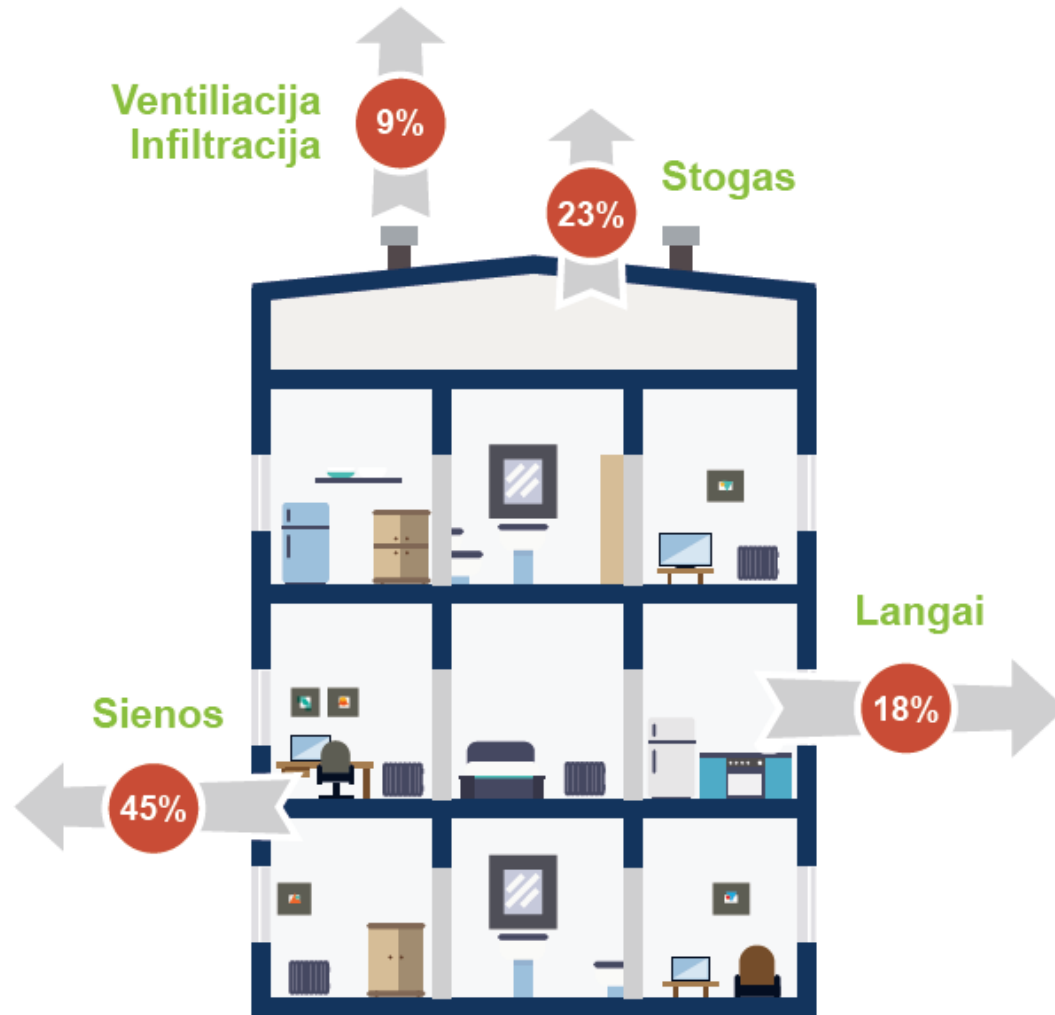 Ventiliacija
Infiltracija
9%
Stogas
23%
Langai
18%
Sienos
45%